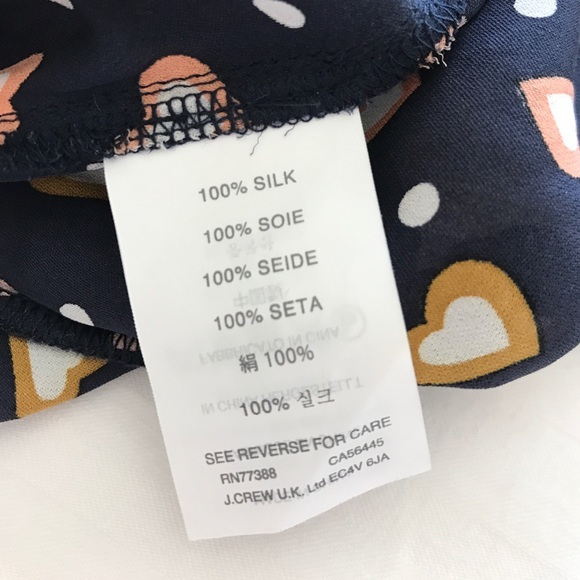 100% SILK
100% SOIE
100% SEIDE
100% SETA
絹 100%
100% 실크
SEE REVERSE FOR CARE
RN77388 CA56445
J.CREW U.K. Ltd EC4V 6JA